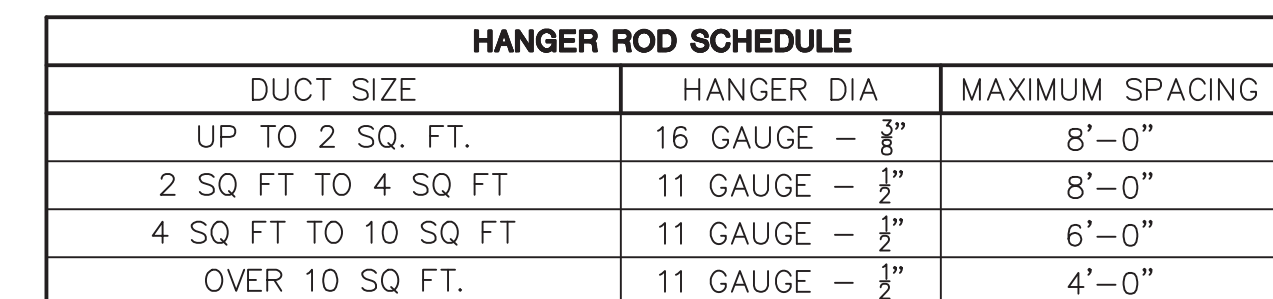 HANGER ROD SCHEDULE
DUCT SIZE HANGER DIA MAXIMUM SPACING
UP TO 2 SQ. FT. 16 GAUGE – 3/8” 8’–0”
2 SQ FT TO 4 SQ FT 11 GAUGE – 1/2” 8’–0”
4 SQ FT TO 10 SQ FT 11 GAUGE – 1/2” 6’–0”
OVER 10 SQ FT. 11 GAUGE – 1/2” 4’–0”